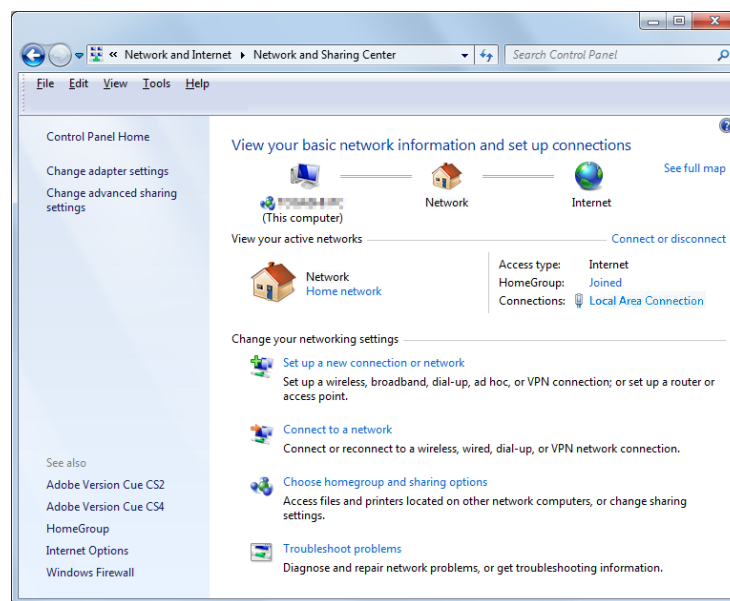 Network and Internet Network and Sharing Center
Search Control Panel
File Edit View Tools Help
Control Panel Home
Change adapter settings
Change advanced sharing
settings
View your basic network information and set up connections
See full map
(This computer)
Network
Internet
View your active networks
Connect or disconnect
Network
Home network
Access type: Internet
HomeGroup: Joined
Connections: Local Area Connection
Change your networking settings
Set up a new connection or network
Set up a wireless, broadband, dial-up, ad hoc, or VPN connection; or set up a router or
access point.
Connect to a network
Connect or reconnect to a wireless, wired, dial-up, or VPN network connection.
Choose homegroup and sharing options
Access files and printers located on other network computers, or change sharing
settings.
Troubleshoot problems
Diagnose and repair network problems, or get troubleshooting information.
See also
Adobe Version Cue CS2
Adobe Version Cue CS4
HomeGroup
Internet Options
Windows Firewall